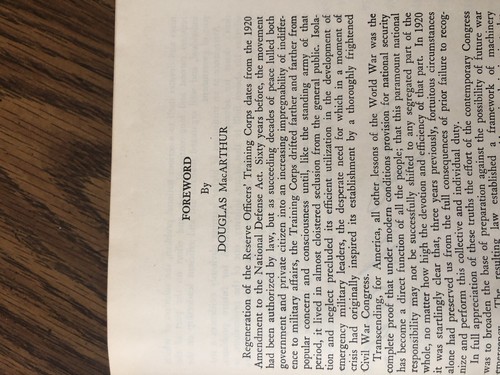 FOREWORD
By
DOUGLAS MacARTHUR
Regeneration of the Reserve Officers' Training Corps dates from the 1920
Amendment to the National Defense Act. Sixty years before, the movement
had been authorized by law, but as succeeding decades of peace lulled both
government and private citizen into an increasing impregnability of indiffer-
ence to military affairs, the Training Corps drifted farther and farther from
popular concern and consciousness until, like the standing army of that
period, it lived in almost cloistered seclusion from the general public. Isola-
tion and neglect precluded its efficient utilization in the development of
emergency military leaders, the desperate need for which in a moment of
crisis had originally inspired its establishment by a thoroughly frightened
Civil War Congress.
Transcending, for America, all other lessons of the World War was the
complete proof that under modern conditions provision for national security
has become a direct function of all the people; that this paramount national
responsibility may not be successfully shifted to any segregated part of the
whole, no matter how high the devotion and efficiency of that part. In 1920
it was startlingly clear that, three years previously, fortuitous circumstances
alone had preserved us from the full consequences of prior failure to recog-
nize and perform this collective and individual duty.
In full appreciation of these truths the effort of the contemporary Congress
was to broaden the base of preparation against the possibility of future war
The resulting law established a framework of machinery